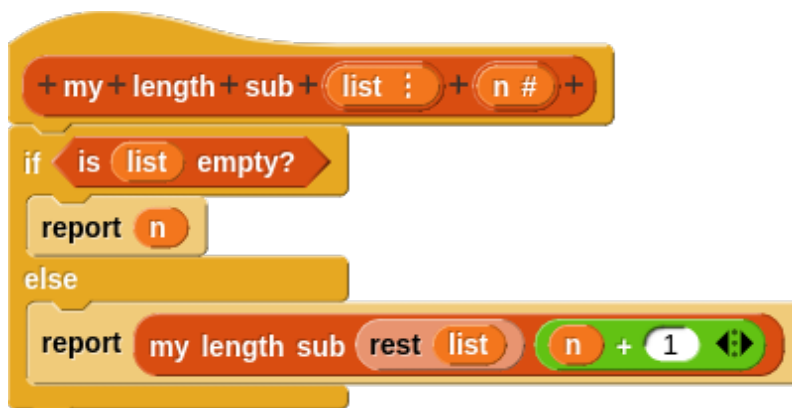 + my + length + sub + list ⋮ + n # +
if is list empty?
report n
else
report my length sub rest list n + 1